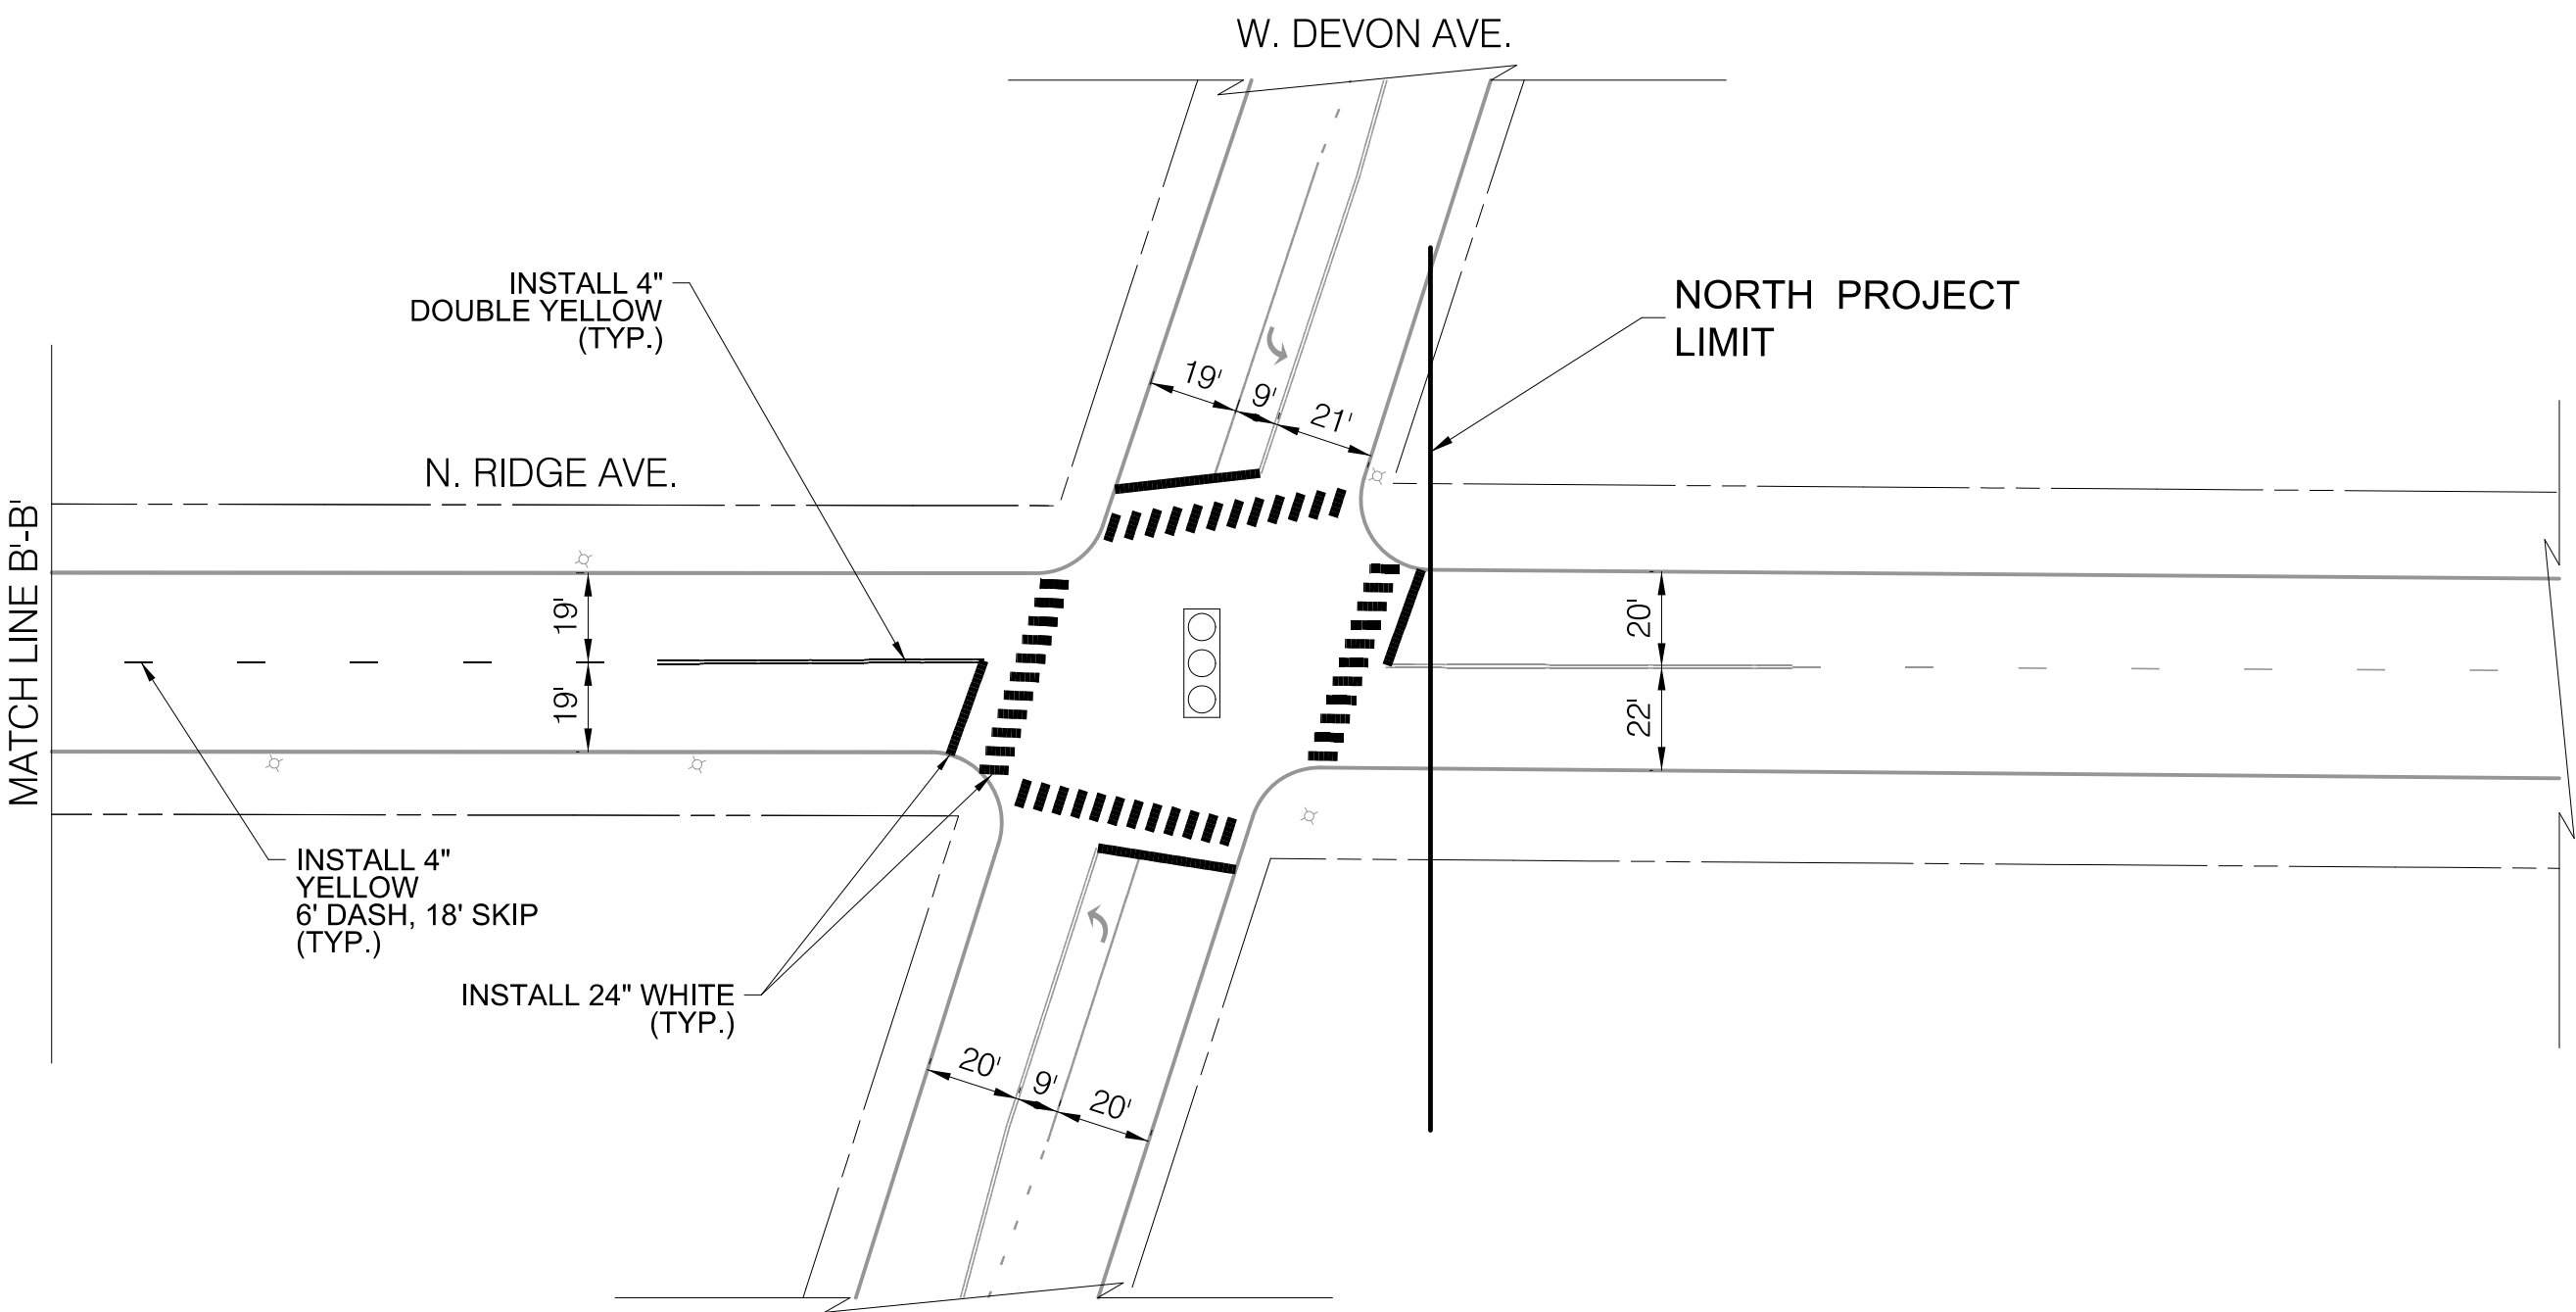 W. DEVON AVE.
INSTALL 4"
DOUBLE YELLOW
(TYP.)
NORTH PROJECT
LIMIT
19'
9'
21'
N. RIDGE AVE.
MATCH LINE B'-B'
19'
19'
20'
22'
INSTALL 4"
YELLOW
6' DASH, 18' SKIP
(TYP.)
INSTALL 24" WHITE
(TYP.)
20'
9'
20'